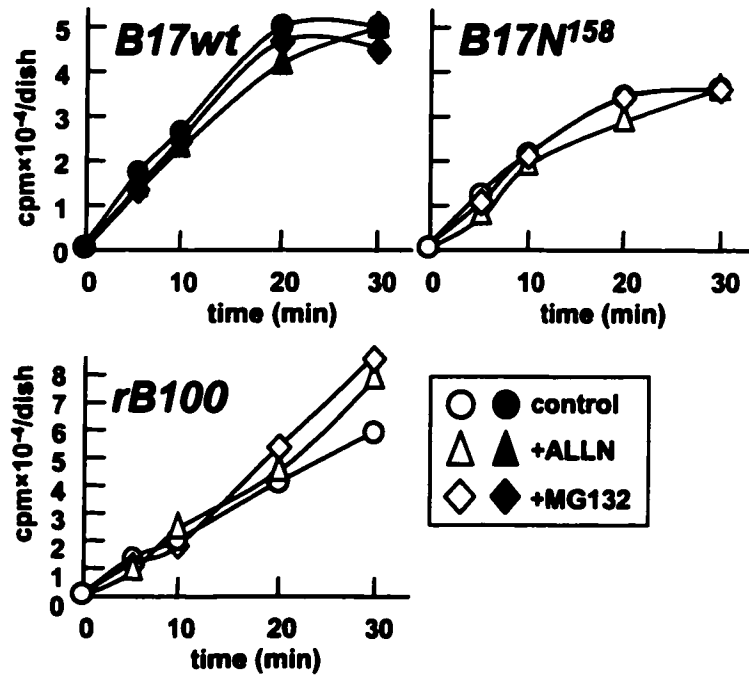 B17wt
cpm×10⁻⁴/dish
5
4
3
2
1
0
0 10 20 30
time (min)
B17N¹⁵⁸
0 10 20 30
time (min)
rB100
cpm×10⁻⁴/dish
8
7
6
5
4
3
2
1
0
0 10 20 30
time (min)
control
+ALLN
+MG132